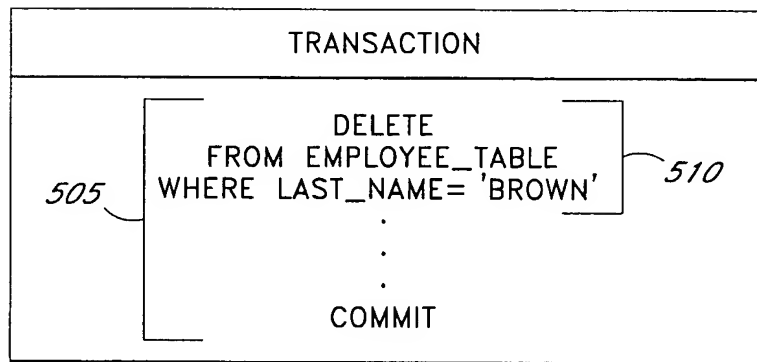 TRANSACTION
DELETE
FROM EMPLOYEE_TABLE
WHERE LAST_NAME= 'BROWN'
505
510
.
.
.
COMMIT